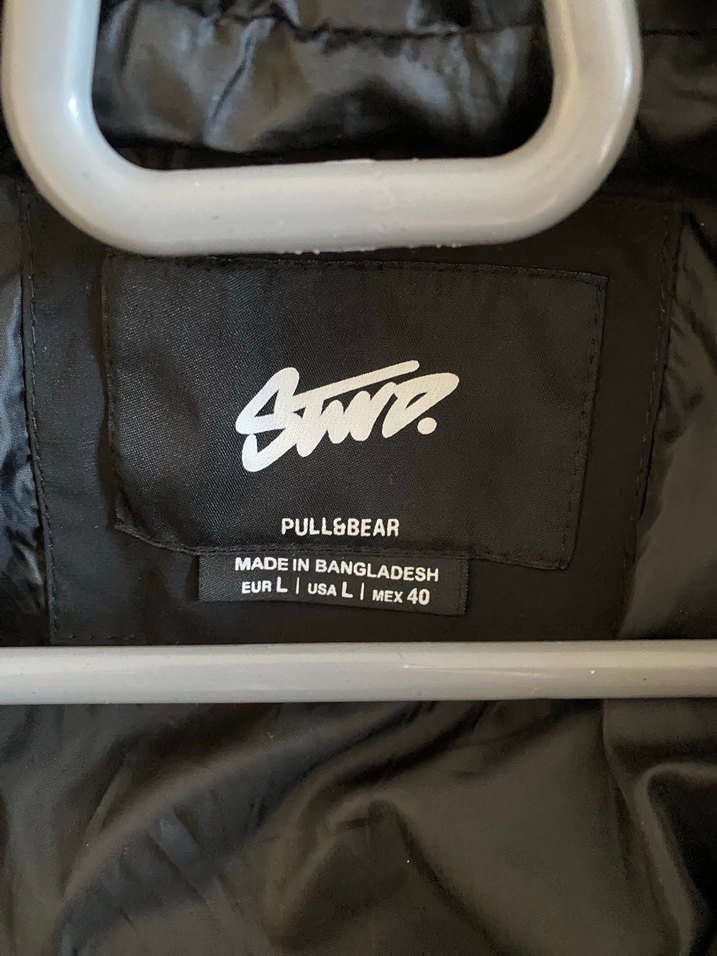 STWD.
PULL&BEAR
MADE IN BANGLADESH
EUR L | USA L | MEX 40